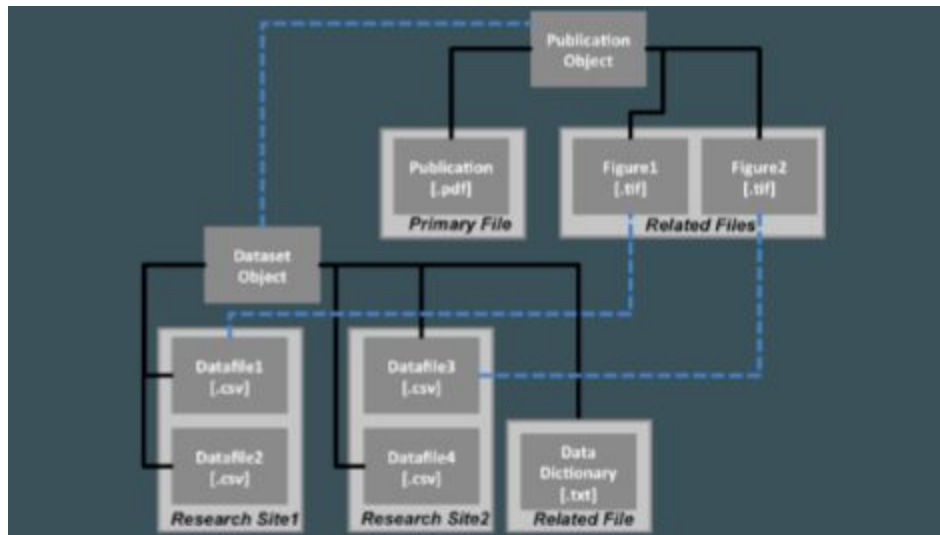 Publication
Object
Publication
[.pdf]
Primary File
Figure1
[.tif]
Figure2
[.tif]
Related Files
Dataset
Object
Datafile1
[.csv]
Datafile2
[.csv]
Research Site1
Datafile3
[.csv]
Datafile4
[.csv]
Research Site2
Data
Dictionary
[.txt]
Related File